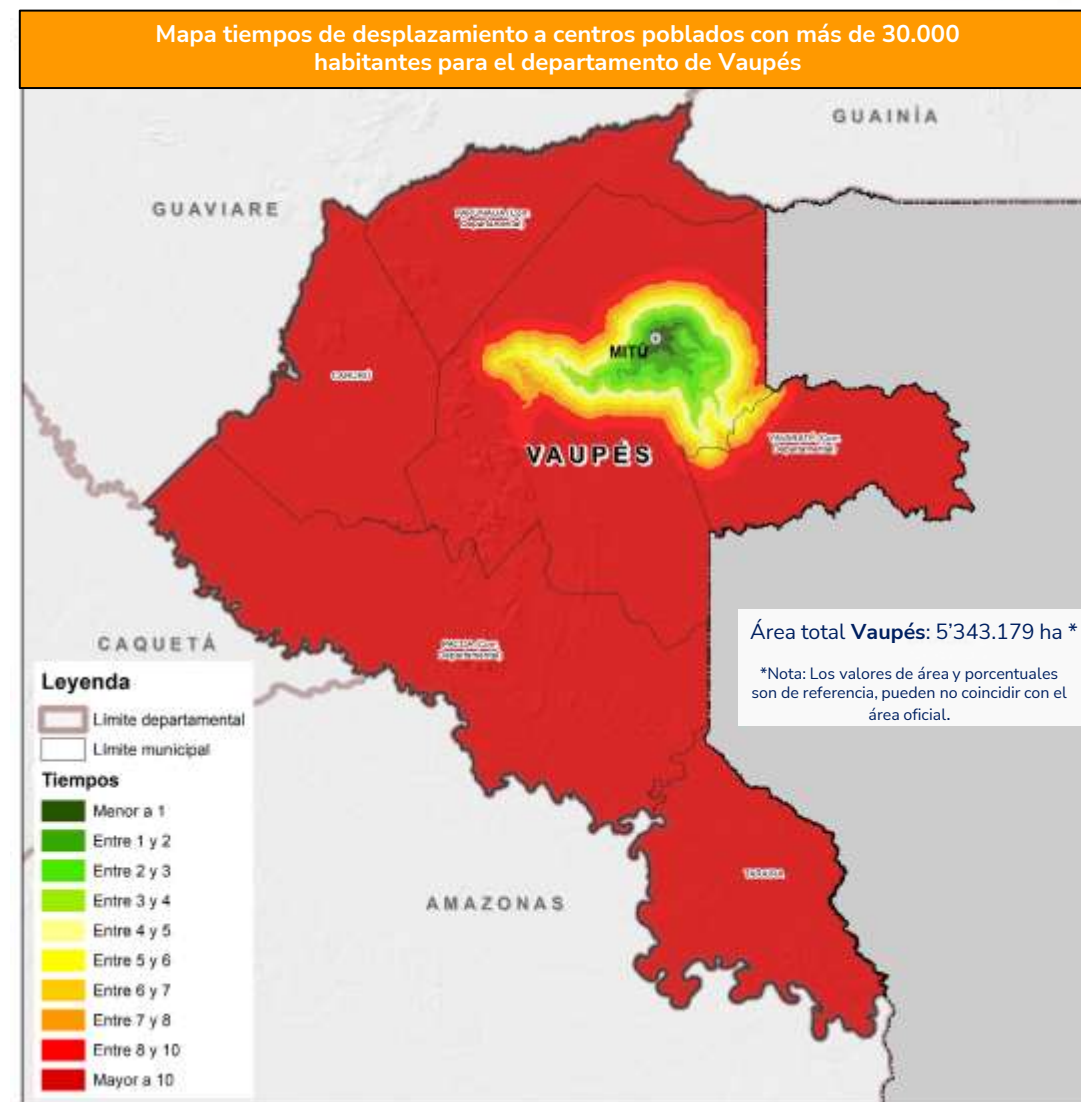 Mapa tiempos de desplazamiento a centros poblados con más de 30.000
habitantes para el departamento de Vaupés
GUAINÍA
GUAVIARE
MITÚ
VAUPÉS
Área total Vaupés: 5’343.179 ha *
*Nota: Los valores de área y porcentuales
son de referencia, pueden no coincidir con el
área oficial.
CAQUETÁ
AMAZONAS
Leyenda
Límite departamental
Límite municipal
Tiempos
Menor a 1
Entre 1 y 2
Entre 2 y 3
Entre 3 y 4
Entre 4 y 5
Entre 5 y 6
Entre 6 y 7
Entre 7 y 8
Entre 8 y 10
Mayor a 10